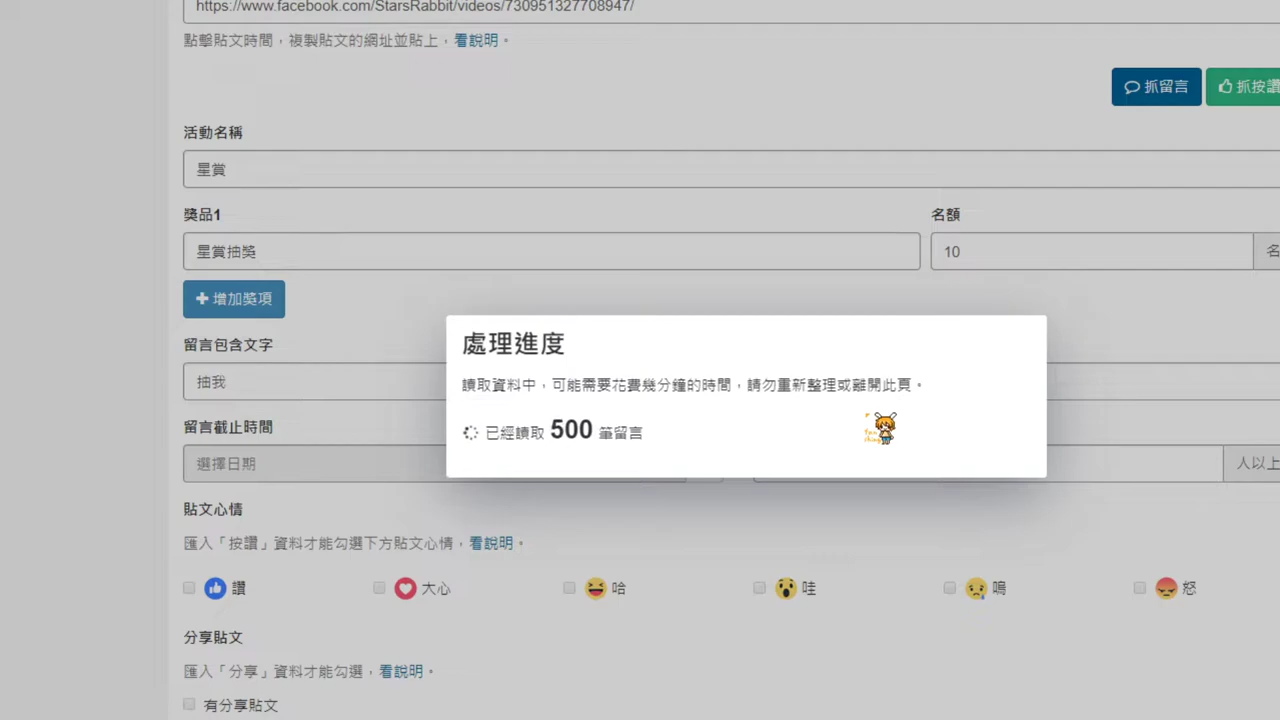 https://www.facebook.com/StarsRabbit/videos/730951327708947/
點擊貼文時間，複製貼文的網址並貼上，看說明。
抓留言 抓按讚
活動名稱
星賞
獎品1 名額
星賞抽獎 10 名
增加獎項
留言包含文字
抽我
處理進度
讀取資料中，可能需要花費幾分鐘的時間，請勿重新整理或離開此頁。
已經讀取 500 筆留言
留言截止時間
選擇日期 人以上
貼文心情
匯入「按讚」資料才能勾選下方貼文心情，看說明。
讚 大心 哈 哇 嗚 怒
分享貼文
匯入「分享」資料才能勾選，看說明。
有分享貼文